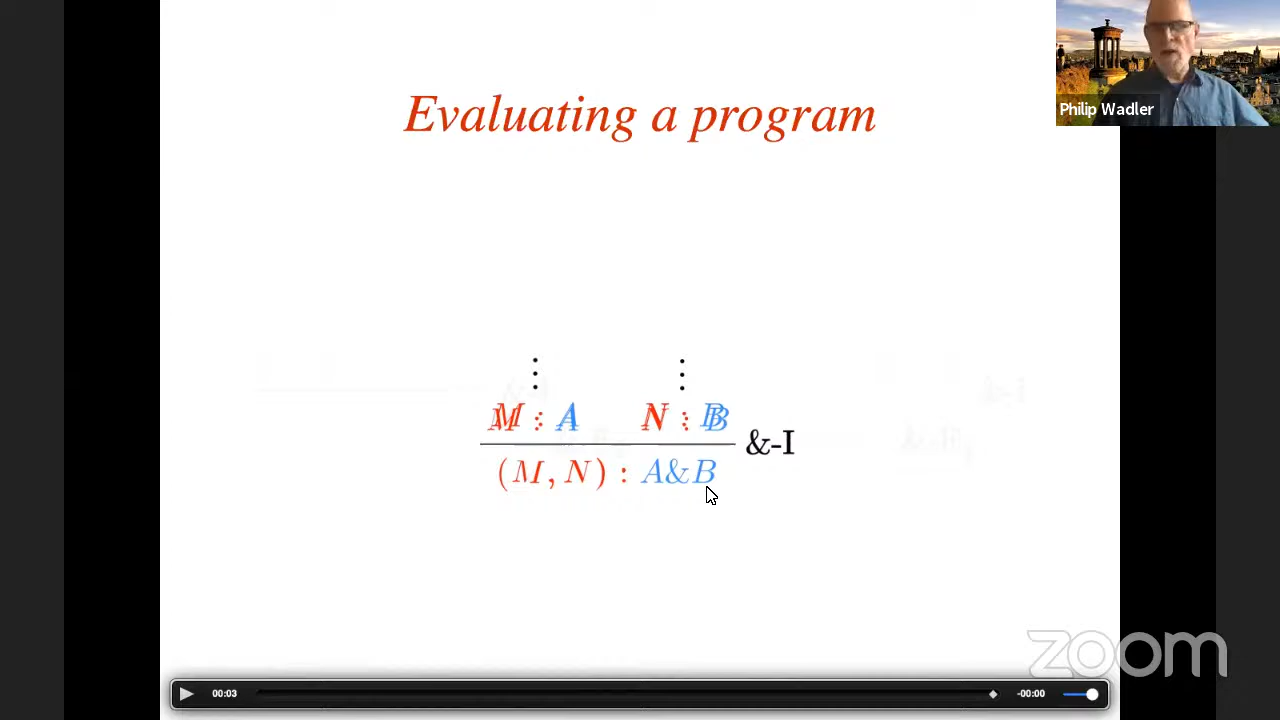 Philip Wadler
Evaluating a program
⋮ ⋮
M : A N : B
&-I
(M, N) : A&B
zoom
00:03 -00:00